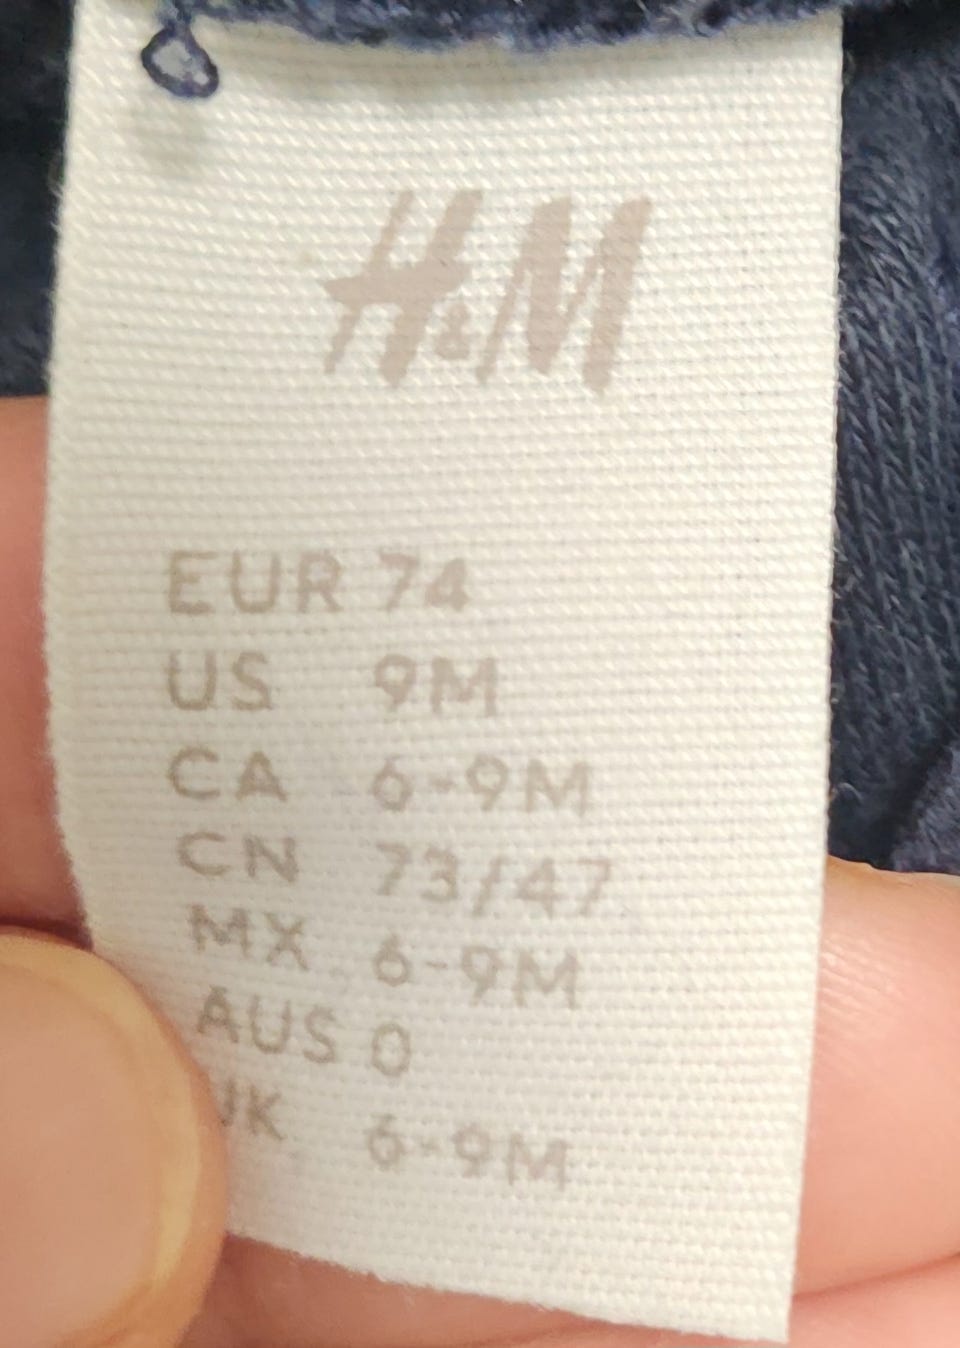 H&M
EUR 74
US 9M
CA 6-9M
CN 73/47
MX 6-9M
AUS 0
UK 6-9M